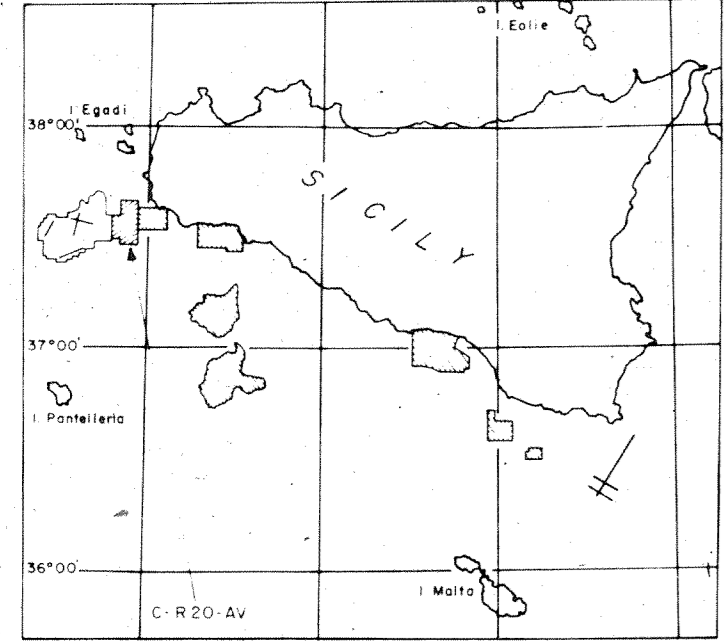 I. Eolie
I Egadi
38°00'
SICILY
37°00'
I. Pantelleria
36°00'
I Malta
C-R20-AV